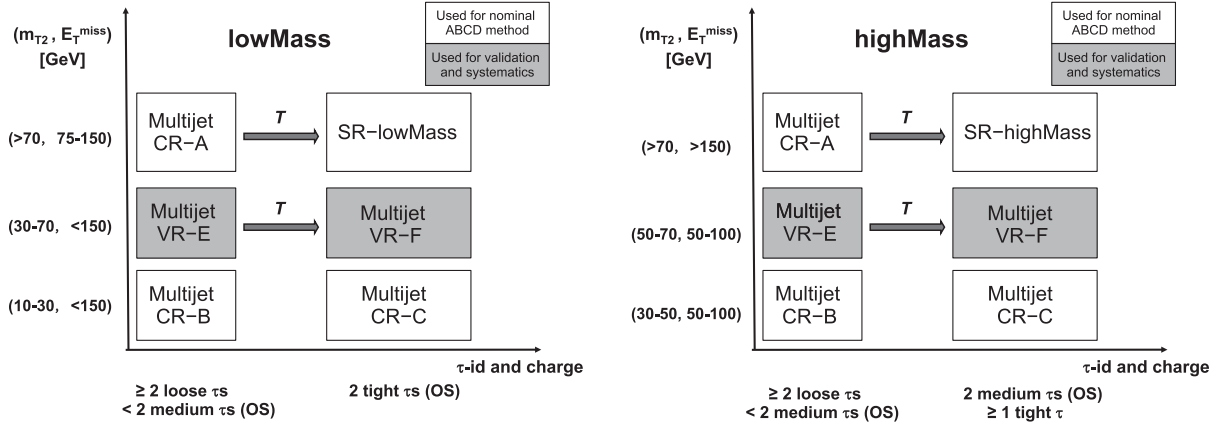 (mT2 , ETmiss)
[GeV]
lowMass
Used for nominal
ABCD method
Used for validation
and systematics
(>70, 75-150)
Multijet
CR−A
T
SR−lowMass
(30-70, <150)
Multijet
VR−E
T
Multijet
VR−F
(10-30, <150)
Multijet
CR−B
Multijet
CR−C
τ-id and charge
≥ 2 loose τs
< 2 medium τs (OS)
2 tight τs (OS)
(mT2 , ETmiss)
[GeV]
highMass
Used for nominal
ABCD method
Used for validation
and systematics
(>70, >150)
Multijet
CR−A
T
SR−highMass
(50-70, 50-100)
Multijet
VR−E
T
Multijet
VR−F
(30-50, 50-100)
Multijet
CR−B
Multijet
CR−C
τ-id and charge
≥ 2 loose τs
< 2 medium τs (OS)
2 medium τs (OS)
≥ 1 tight τ